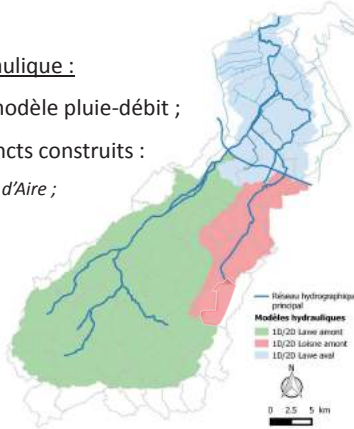 aulique :
modèle pluie-débit ;
ncts construits :
d'Aire ;
Réseau hydrographique
principal
Modèles hydrauliques
1D/2D Lawe amont
1D/2D Loisne amont
1D/2D Lawe aval
N
0 2.5 5 km